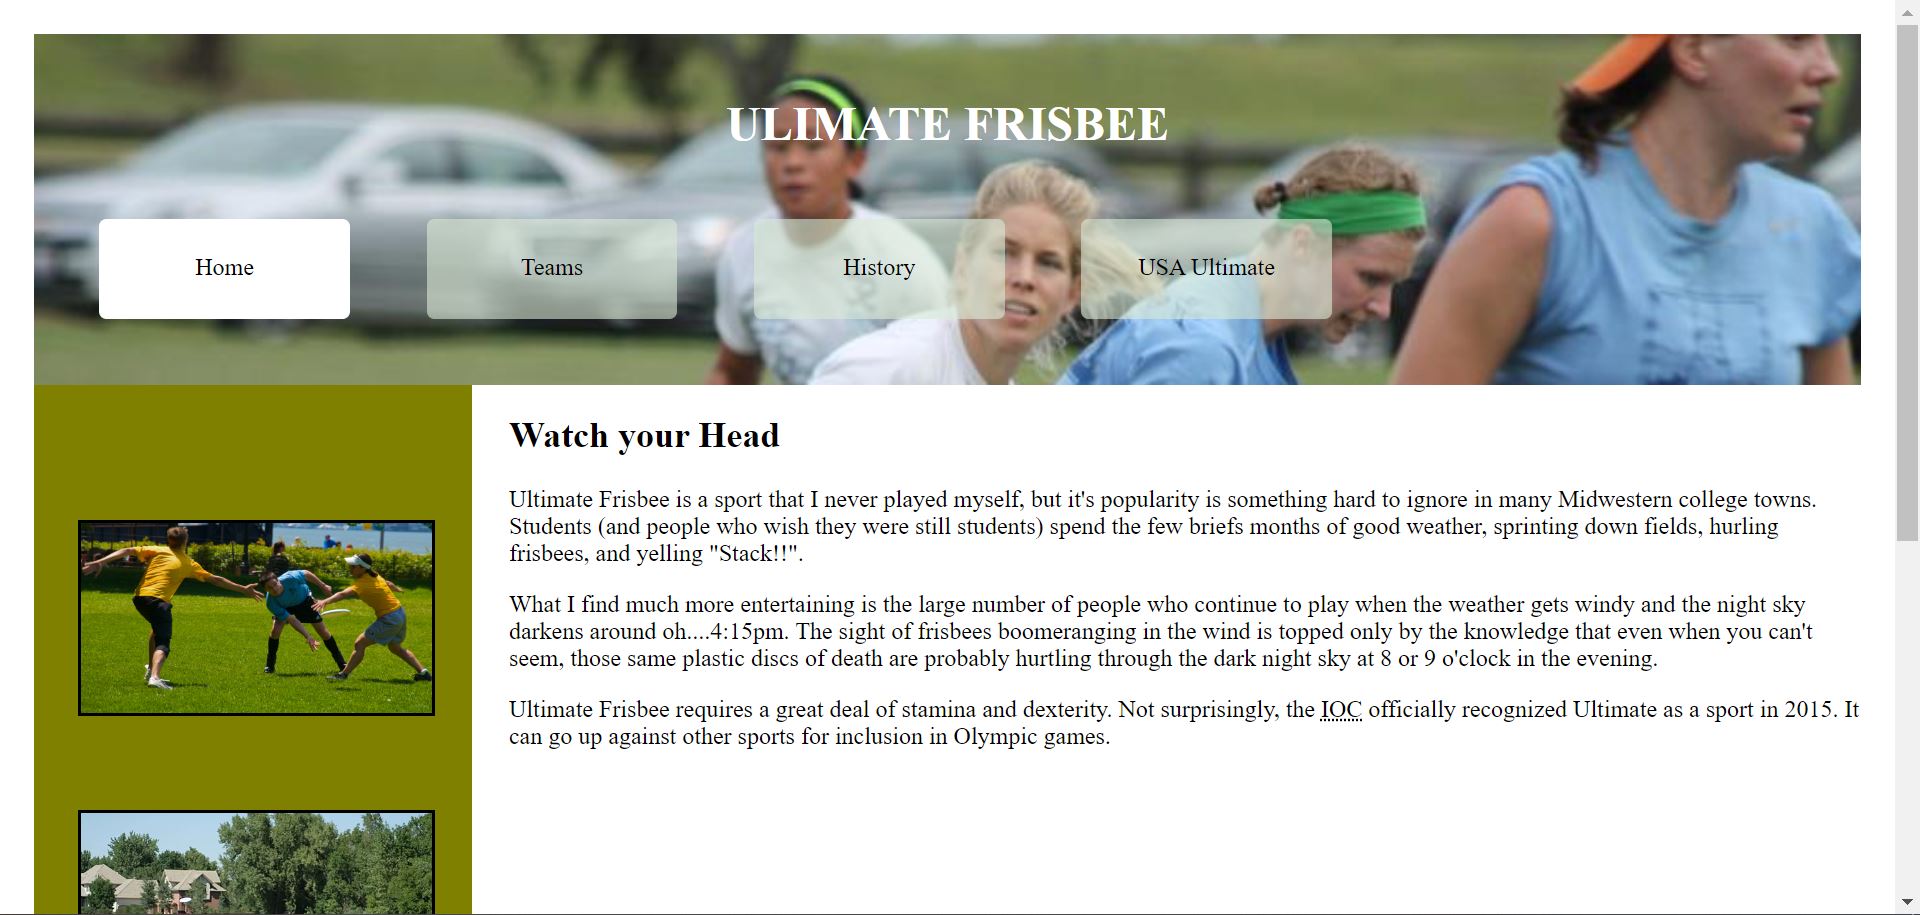 ULIMATE FRISBEE
Home
Teams
History
USA Ultimate
Watch your Head
Ultimate Frisbee is a sport that I never played myself, but it's popularity is something hard to ignore in many Midwestern college towns.
Students (and people who wish they were still students) spend the few briefs months of good weather, sprinting down fields, hurling
frisbees, and yelling "Stack!!".
What I find much more entertaining is the large number of people who continue to play when the weather gets windy and the night sky
darkens around oh....4:15pm. The sight of frisbees boomeranging in the wind is topped only by the knowledge that even when you can't
seem, those same plastic discs of death are probably hurtling through the dark night sky at 8 or 9 o'clock in the evening.
Ultimate Frisbee requires a great deal of stamina and dexterity. Not surprisingly, the IOC officially recognized Ultimate as a sport in 2015. It
can go up against other sports for inclusion in Olympic games.